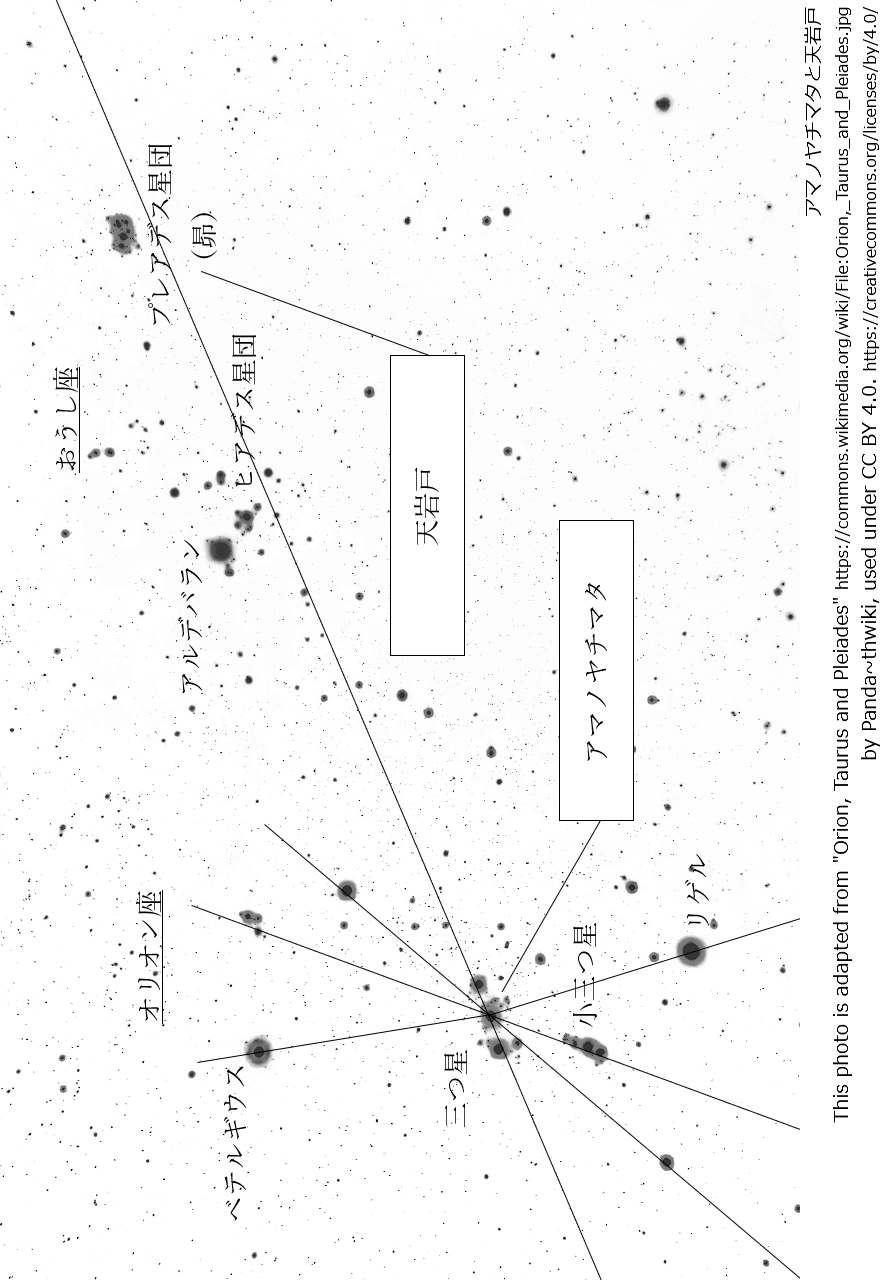 おうし座
オリオン座
プレアデス星団
(昴)
アルデバラン
ベテルギウス
ヒアデス星団
天岩戸
三つ星
小三つ星
アマノヤチマタ
リゲル
アマノヤチマタと天岩戸
This photo is adapted from "Orion, Taurus and Pleiades" https://commons.wikimedia.org/wiki/File:Orion,_Taurus_and_Pleiades.jpg
by Panda~thwiki, used under CC BY 4.0. https://creativecommons.org/licenses/by/4.0/